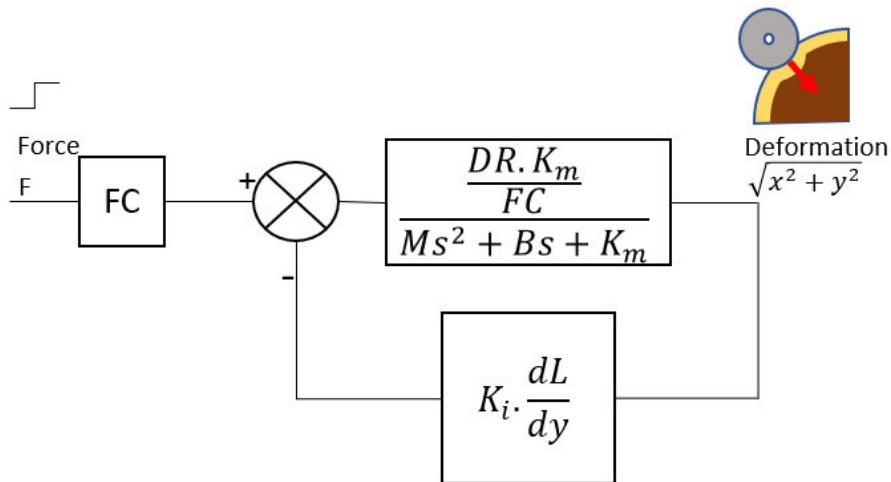 Force
F
FC
+
-
DR. K_m
FC
Ms^2 + Bs + K_m
Deformation
√(x^2 + y^2)
K_i. dL
dy